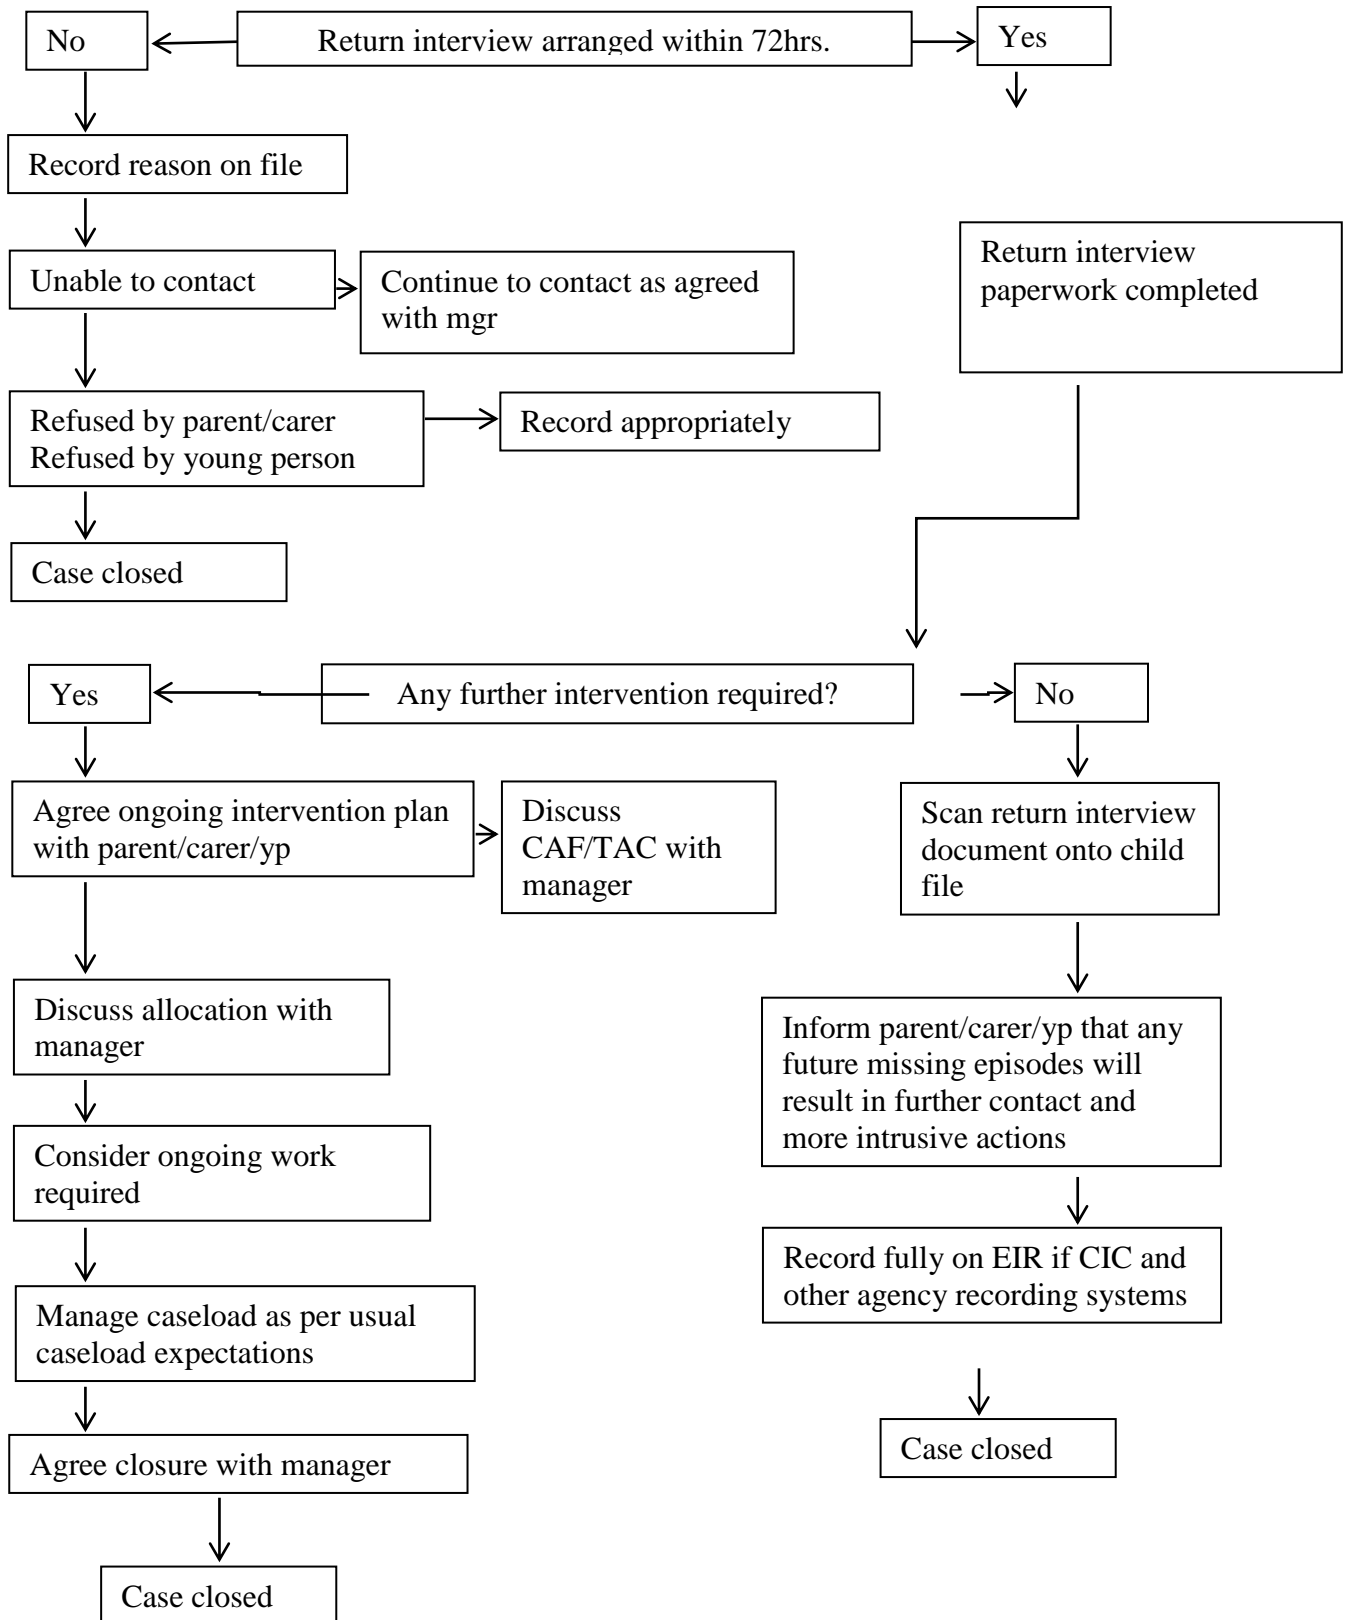 No
Return interview arranged within 72hrs.
Yes
Record reason on file
Unable to contact
Continue to contact as agreed
with mgr
Return interview
paperwork completed
Refused by parent/carer
Refused by young person
Record appropriately
Case closed
Yes
Any further intervention required?
No
Agree ongoing intervention plan
with parent/carer/yp
Discuss
CAF/TAC with
manager
Scan return interview
document onto child
file
Discuss allocation with
manager
Inform parent/carer/yp that any
future missing episodes will
result in further contact and
more intrusive actions
Consider ongoing work
required
Record fully on EIR if CIC and
other agency recording systems
Manage caseload as per usual
caseload expectations
Case closed
Agree closure with manager
Case closed